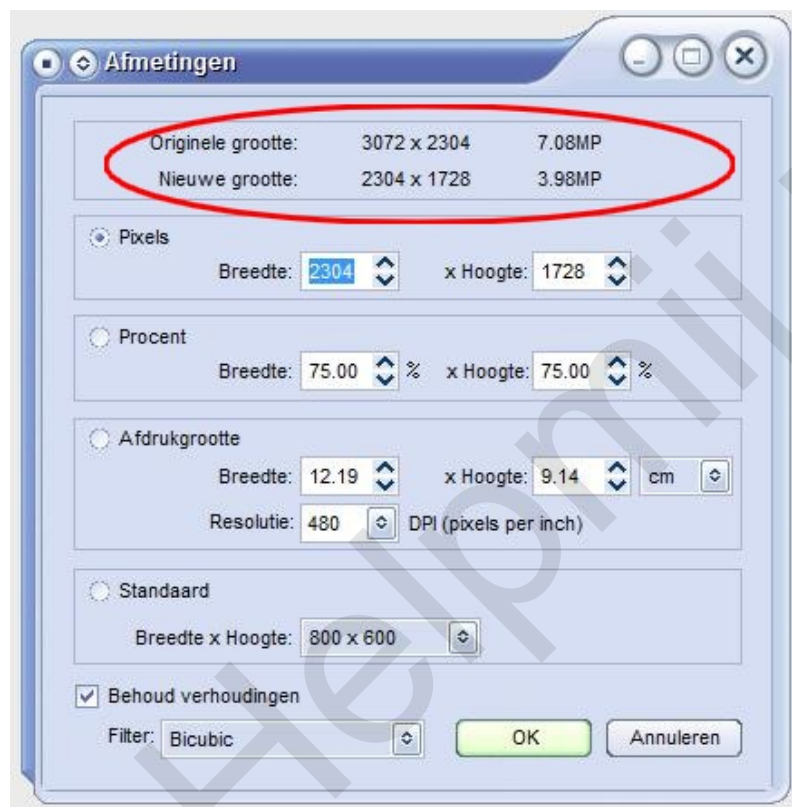 Afmetingen
Originele grootte: 3072 x 2304 7.08MP
Nieuwe grootte: 2304 x 1728 3.98MP
Pixels
Breedte: 2304 x Hoogte: 1728
Procent
Breedte: 75.00 % x Hoogte: 75.00 %
Afdrukgrootte
Breedte: 12.19 x Hoogte: 9.14 cm
Resolutie: 480 DPI (pixels per inch)
Standaard
Breedte x Hoogte: 800 x 600
Behoud verhoudingen
Filter: Bicubic OK Annuleren
Helpmij